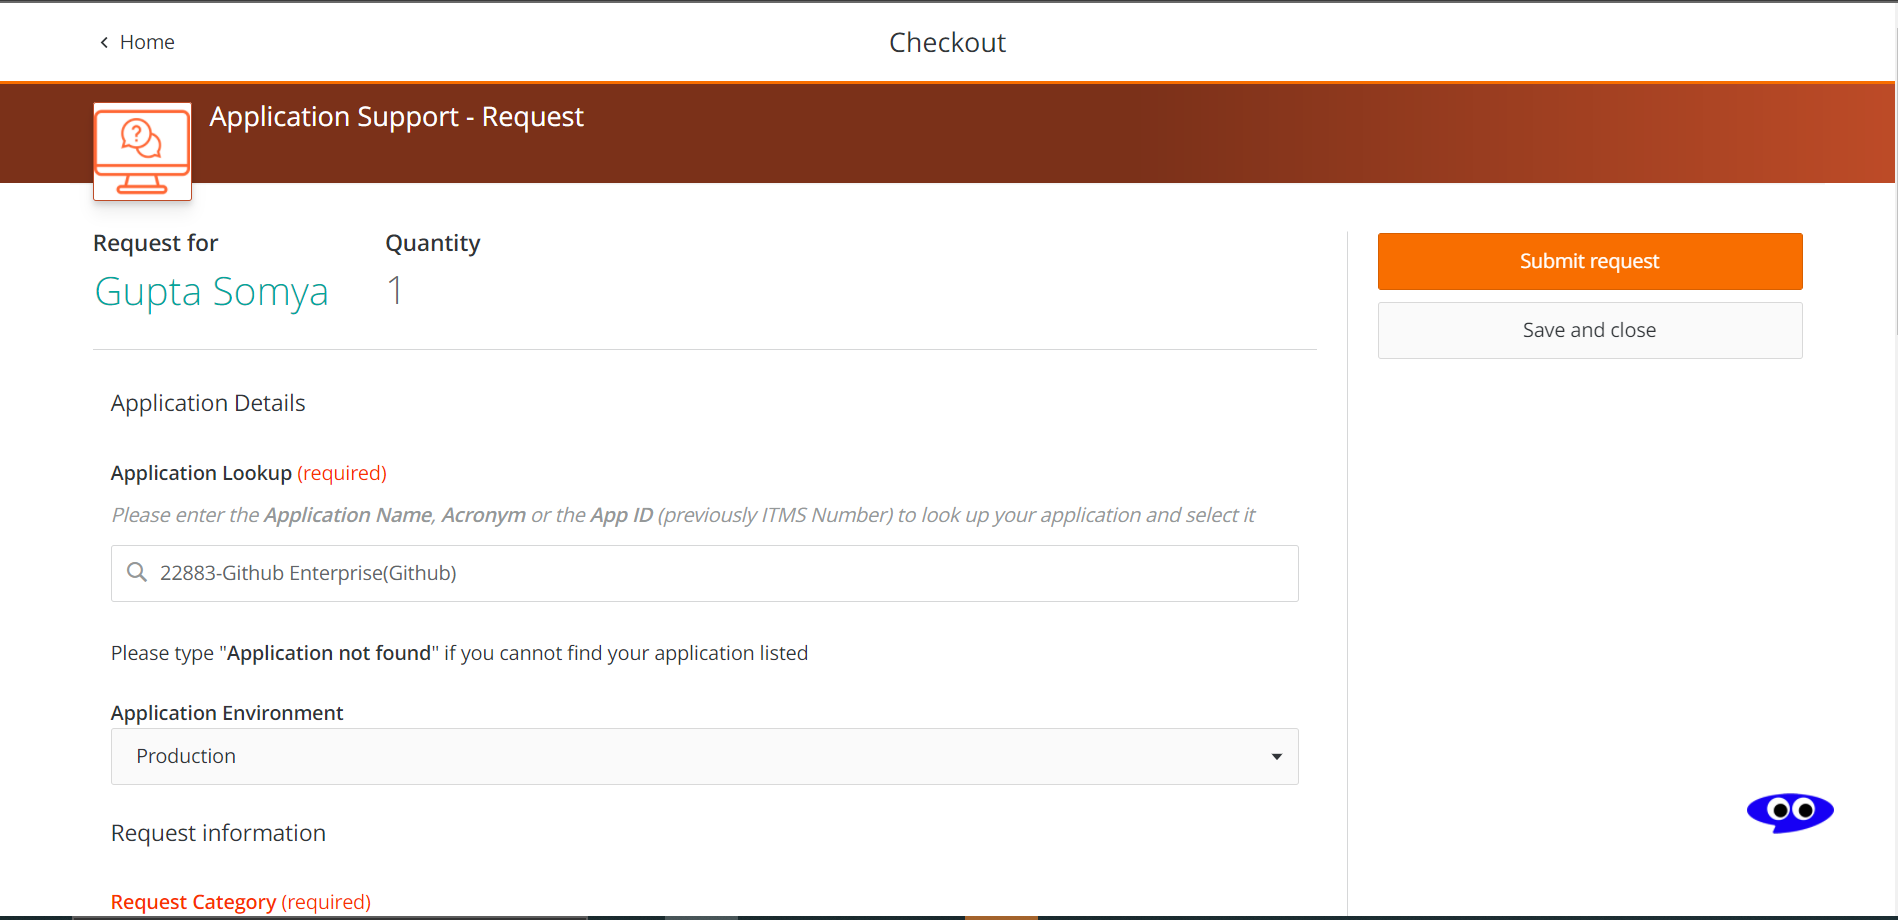 Home
Checkout
?
Application Support - Request
Request for
Quantity
Gupta Somya
1
Submit request
Save and close
Application Details
Application Lookup (required)
Please enter the Application Name, Acronym or the App ID (previously ITMS Number) to look up your application and select it
22883-Github Enterprise(Github)
Please type "Application not found" if you cannot find your application listed
Application Environment
Production
Request information
Request Category (required)